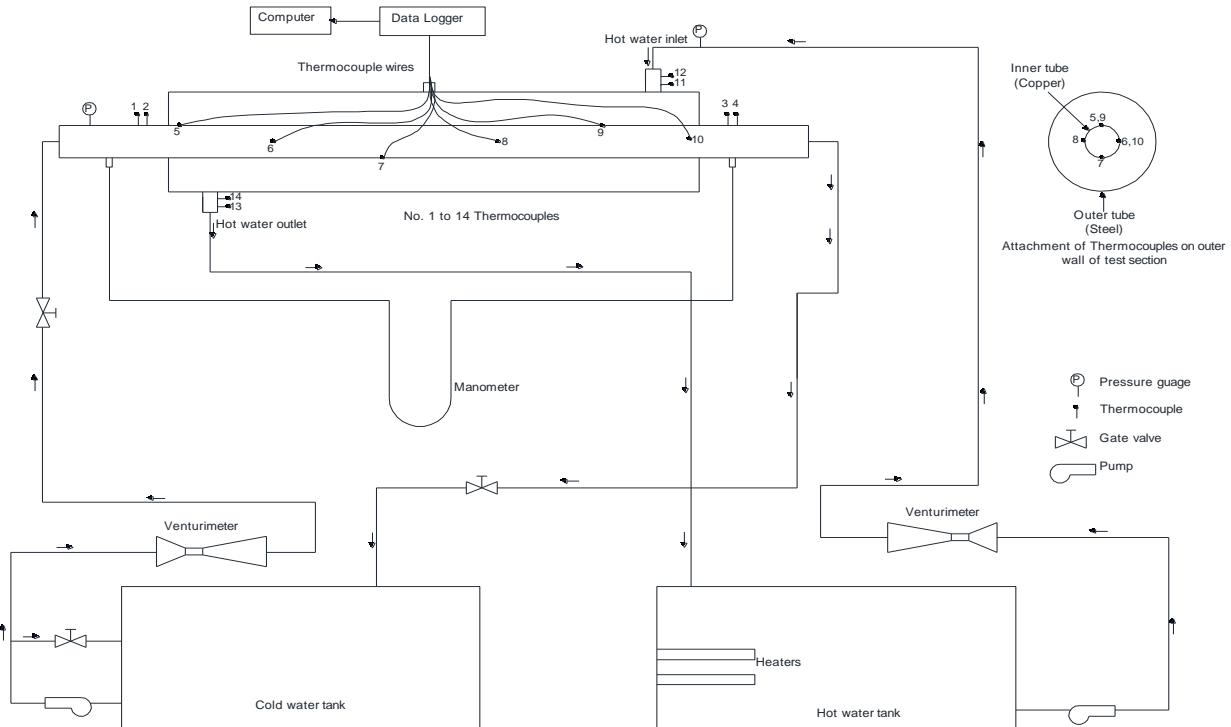 Computer
Data Logger
Hot water inlet
P
Thermocouple wires
12
11
P
1 2
3 4
5
6
7
8
9
10
14
13
Hot water outlet
No. 1 to 14 Thermocouples
Inner tube
(Copper)
5,9
8
6,10
7
Outer tube
(Steel)
Attachment of Thermocouples on outer
wall of test section
Manometer
P Pressure guage
Thermocouple
Gate valve
Pump
Venturimeter
Venturimeter
Heaters
Cold water tank
Hot water tank